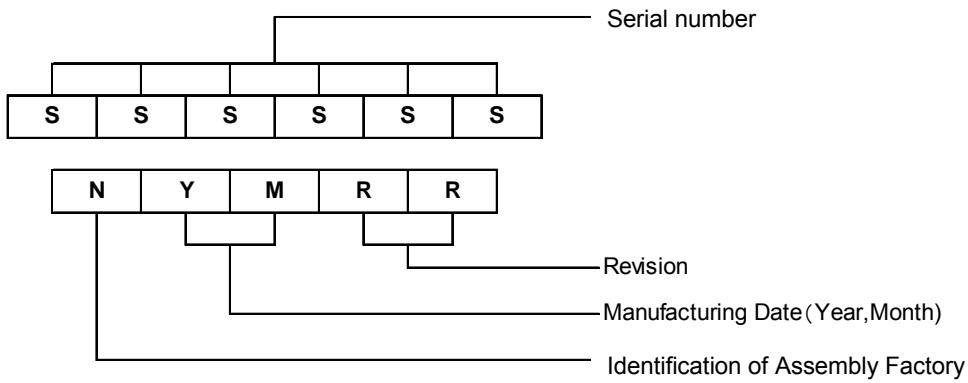 Serial number
S S S S S S
N Y M R R
Revision
Manufacturing Date（Year,Month)
Identification of Assembly Factory